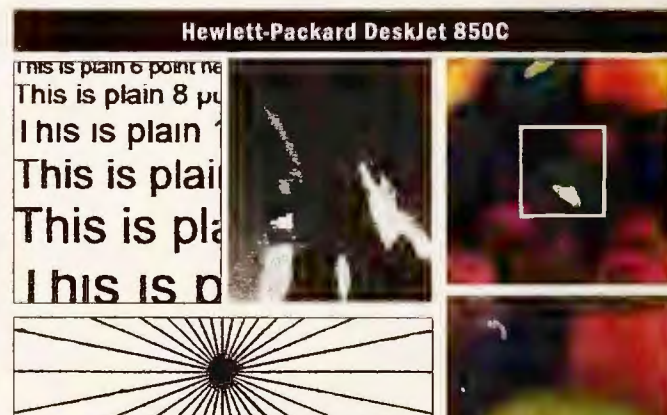 Hewlett-Packard DeskJet 850C
This is plain 6 point
This is plain 8
This is plain
This is plai
This is pla
This is p